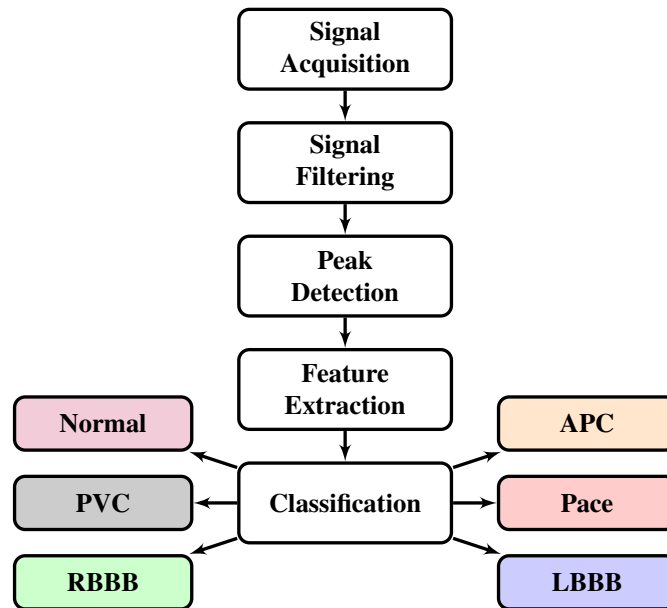 Signal
Acquisition
Signal
Filtering
Peak
Detection
Feature
Extraction
Normal
APC
PVC
Classification
Pace
RBBB
LBBB